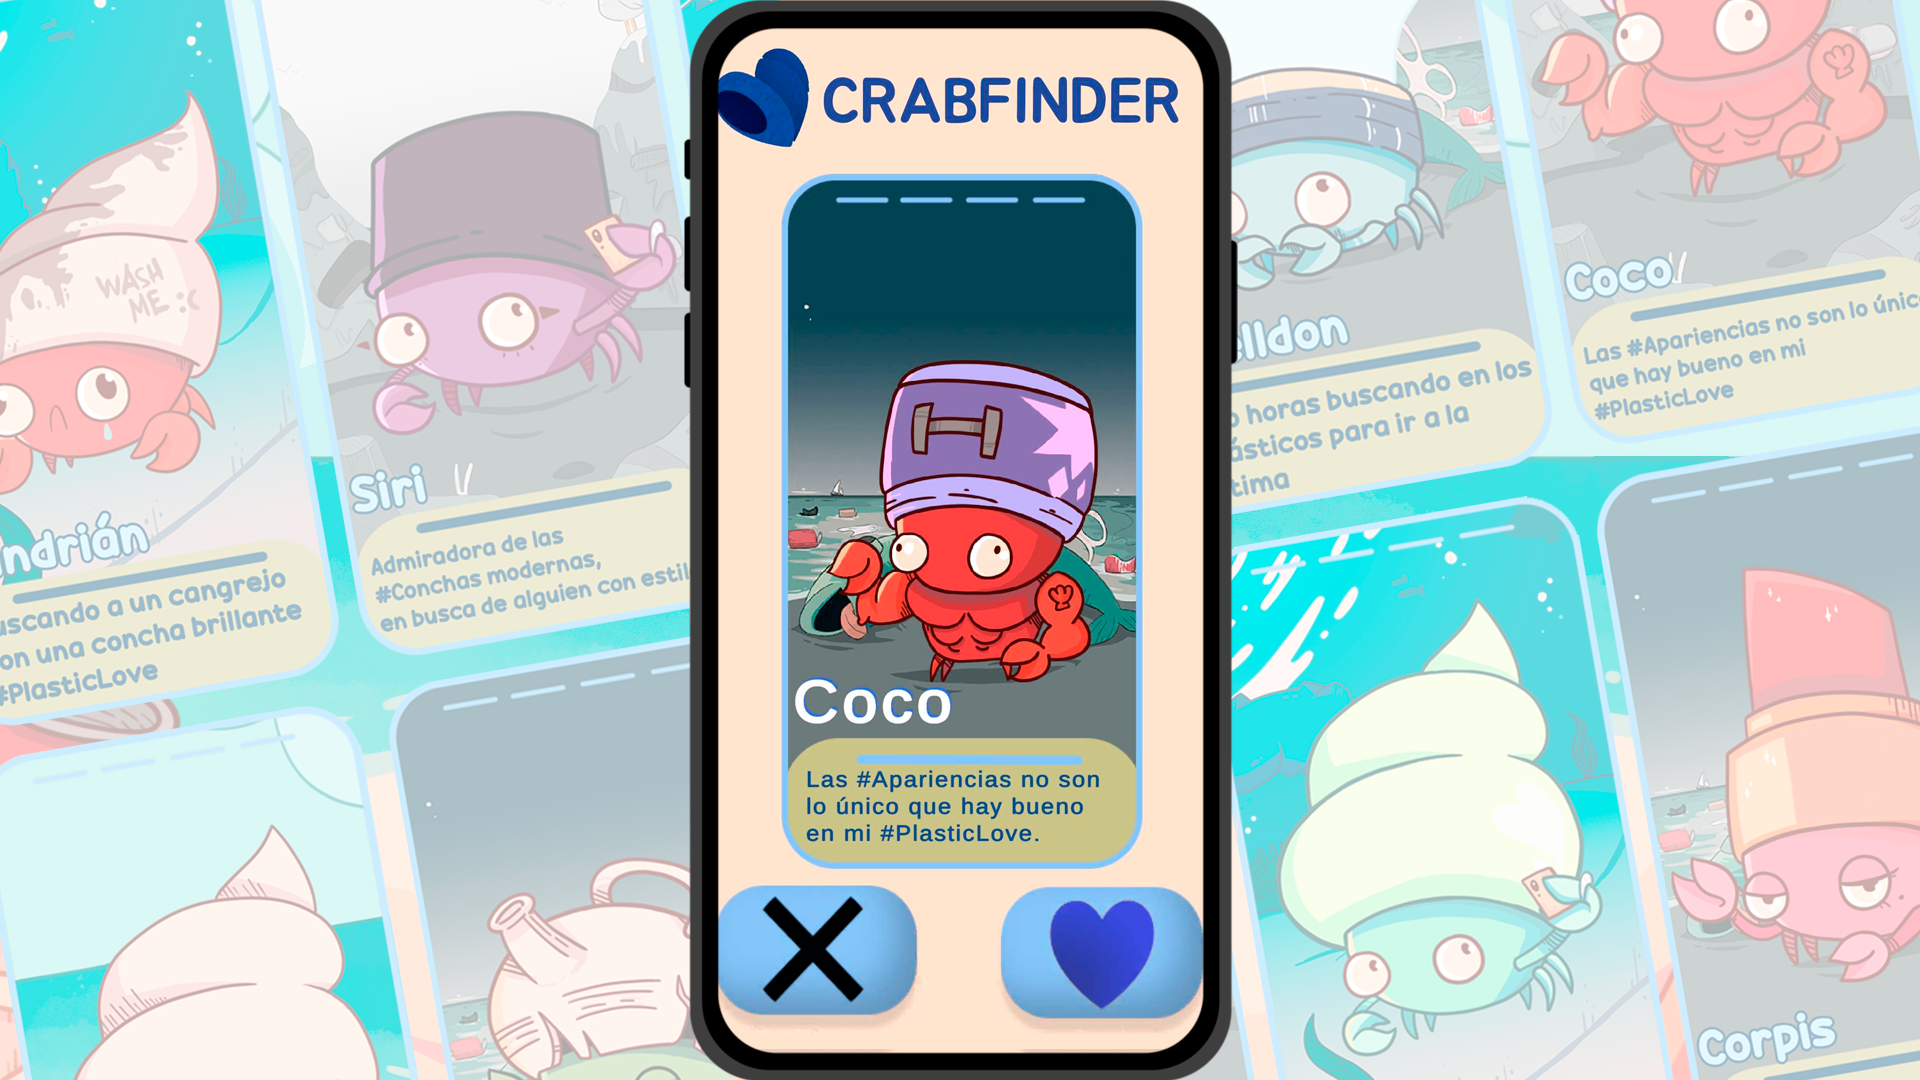 CRABFINDER
Coco
Las #Apariencias no son
lo único que hay bueno
en mi #PlasticLove.
WASH
ME :c
ndrián
scando a un cangrejo
on una concha brillante
#PlasticLove
Siri
Admiradora de las
#Conchas modernas,
en busca de alguien con estil
lldon
horas buscando en los
ásticos para ir a la
tima
Coco
Las #Apariencias no son lo únic
que hay bueno en mi
#PlasticLove
Corpis